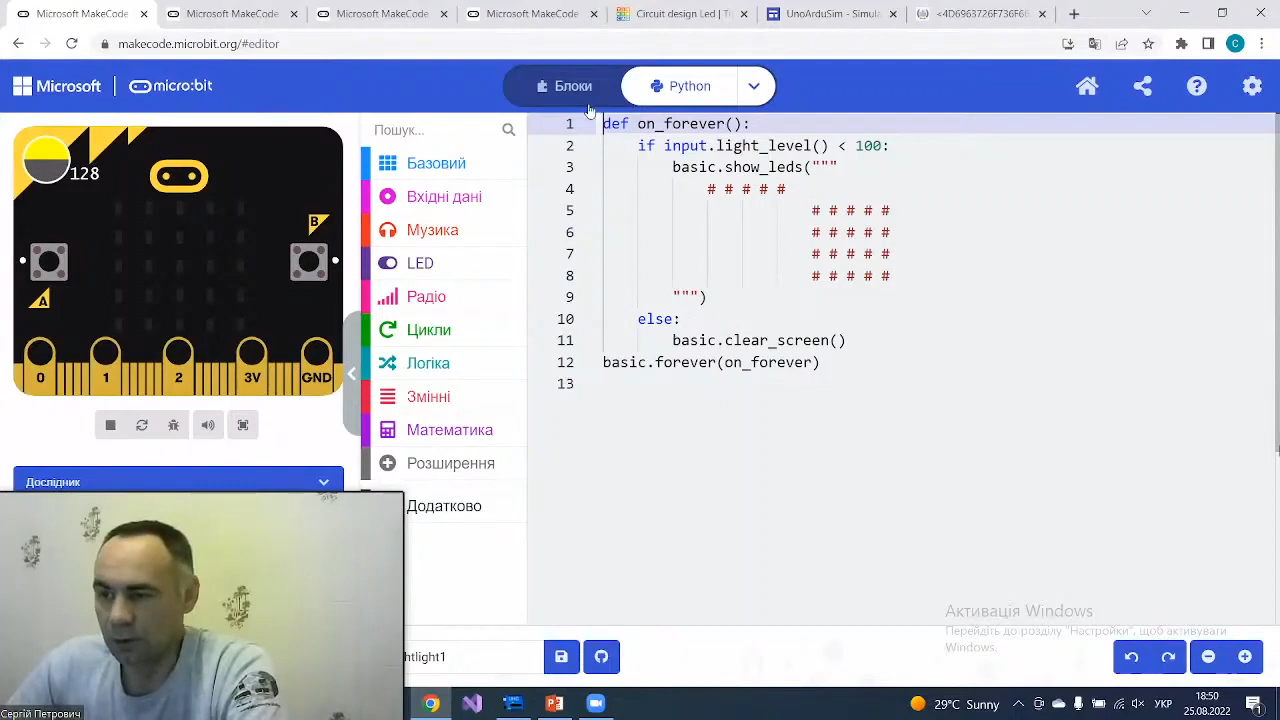 Microsoft MakeCode
Microsoft MakeCode
Microsoft MakeCode
Microsoft MakeCode
Circuit design Led | Ti
UnoArduSim - Simula
<4D6963726F736F66
makecode.microbit.org/#editor
C
Microsoft
micro:bit
Блоки
Python
128
B
A
0
1
2
3V
GND
Дослідник
Пошук...
Базовий
Вхідні дані
Музика
LED
Радіо
Цикли
Логіка
Змінні
Математика
Розширення
Додатково
1 def on_forever():
2 if input.light_level() < 100:
3 basic.show_leds("""
4 # # # # #
5 # # # # #
6 # # # # #
7 # # # # #
8 # # # # #
9 """)
10 else:
11 basic.clear_screen()
12 basic.forever(on_forever)
13
Активація Windows
Перейдіть до розділу "Настройки", щоб активувати
Windows.
htlight1
Сергій Петрович
29°C Sunny
УКР
18:50
25.08.2022